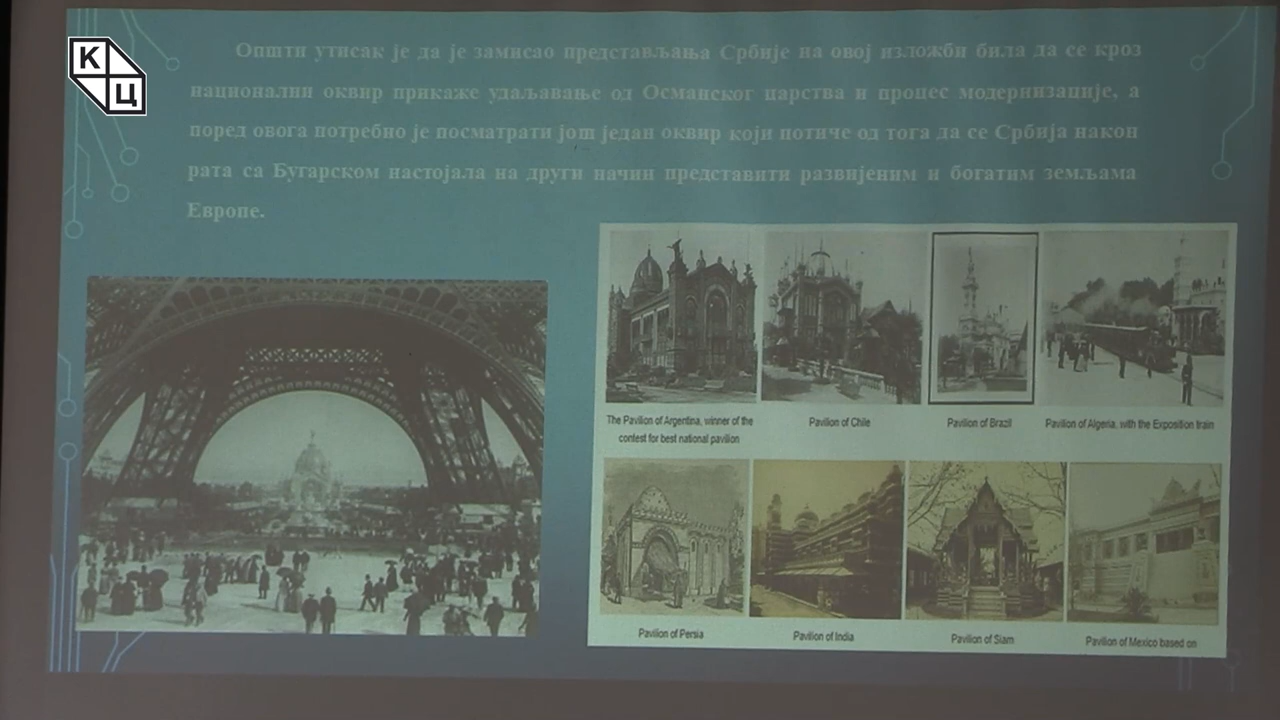 К
Ц
Општи утисак је да је замисао представљања Србије на овој изложби била да се кроз
национални оквир прикаже удаљавање од Османског царства и процес модернизације, а
поред овога потребно је посматрати још један оквир који потиче од тога да се Србија након
рата са Бугарском настојала на други начин представити развијеним и богатим земљама
Европе.
The Pavilion of Argentina, winner of the
contest for best national pavilion
Pavilion of Chile
Pavilion of Brazil
Pavilion of Algeria, with the Exposition train
Pavilion of Persia
Pavilion of India
Pavilion of Siam
Pavilion of Mexico based on